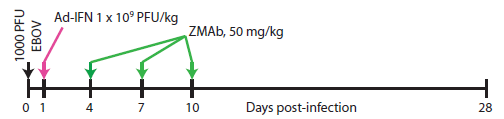 1000 PFU
EBOV
Ad-IFN 1 x 10⁹ PFU/kg
ZMAb, 50 mg/kg
0 1 4 7 10 Days post-infection 28